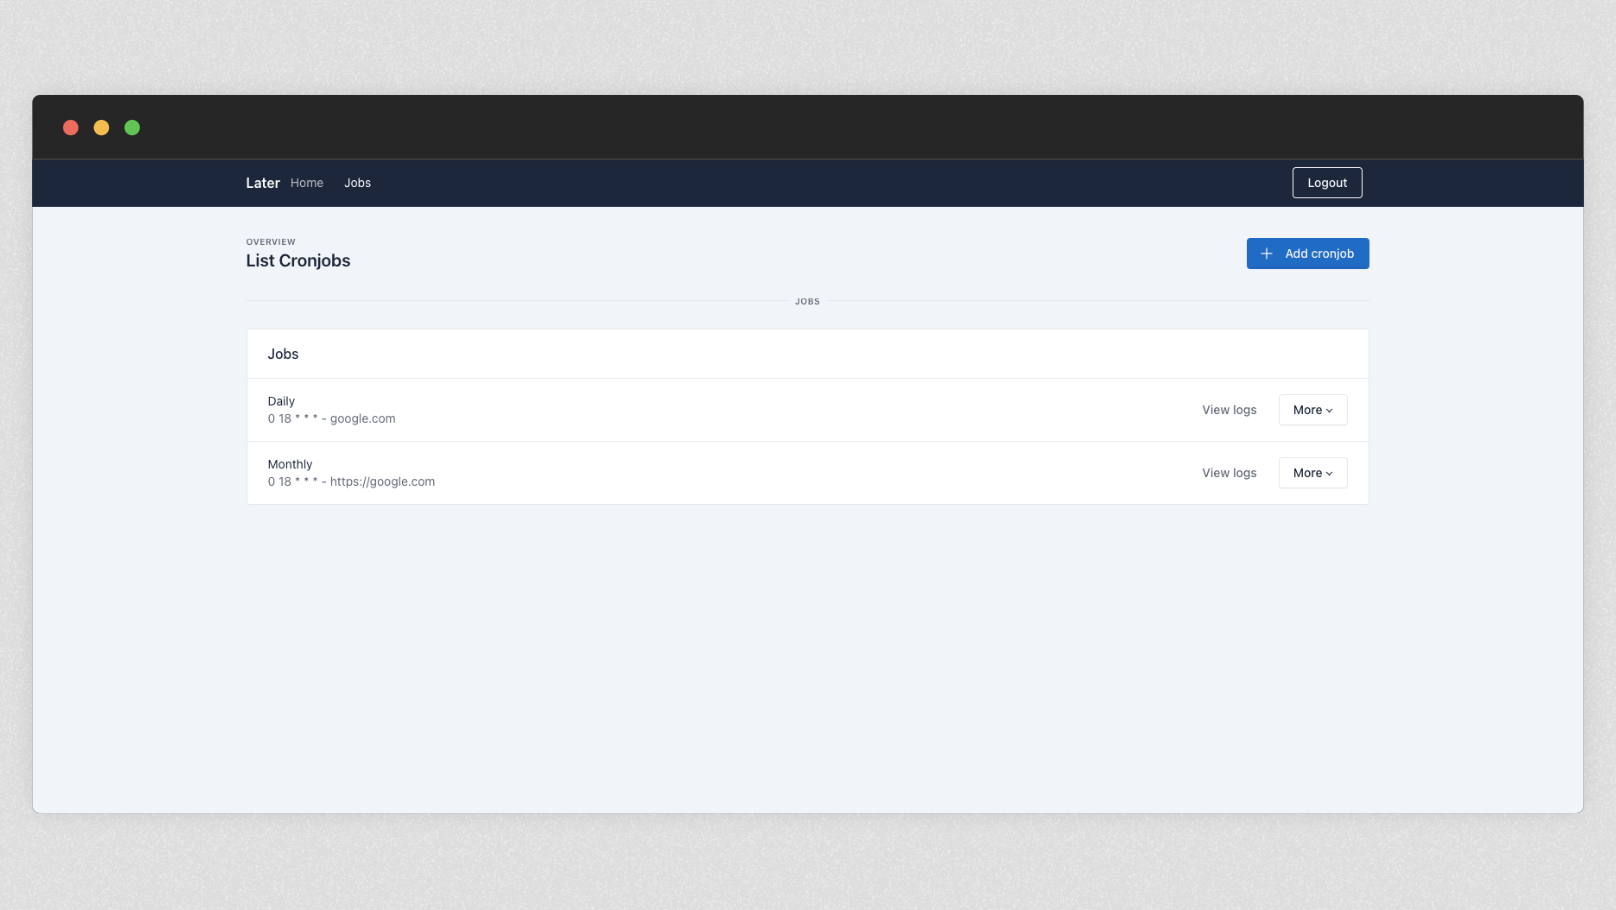 Later Home Jobs Logout
OVERVIEW
List Cronjobs
Add cronjob
JOBS
Jobs
Daily
0 18 * * * - google.com
View logs More
Monthly
0 18 * * * - https://google.com
View logs More